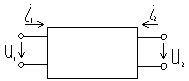 i₁ i₂
U₁ U₂